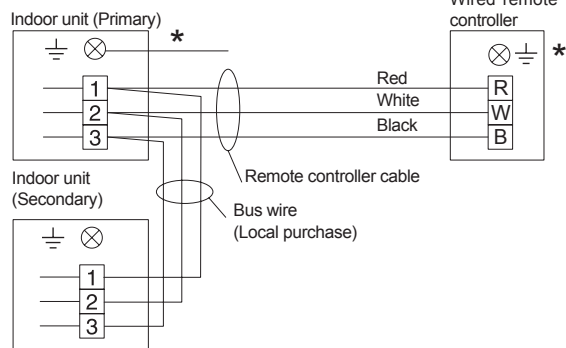 Wired remote
controller
Indoor unit (Primary)
*
*
1
2
3
Red
White
Black
R
W
B
Remote controller cable
Bus wire
(Local purchase)
Indoor unit
(Secondary)
1
2
3